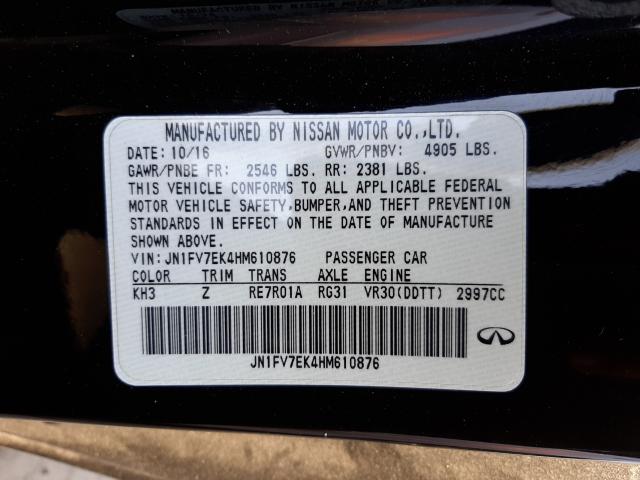 MANUFACTURED BY NISSAN MOTOR CO.,LTD.
DATE: 10/16 GVWR/PNBV: 4905 LBS.
GAWR/PNBE FR: 2546 LBS. RR: 2381 LBS.
THIS VEHICLE CONFORMS TO ALL APPLICABLE FEDERAL
MOTOR VEHICLE SAFETY,BUMPER,AND THEFT PREVENTION
STANDARDS IN EFFECT ON THE DATE OF MANUFACTURE
SHOWN ABOVE.
VIN:JN1FV7EK4HM610876 PASSENGER CAR
COLOR TRIM TRANS AXLE ENGINE
KH3 Z RE7R01A RG31 VR30(DDTT) 2997CC
JN1FV7EK4HM610876